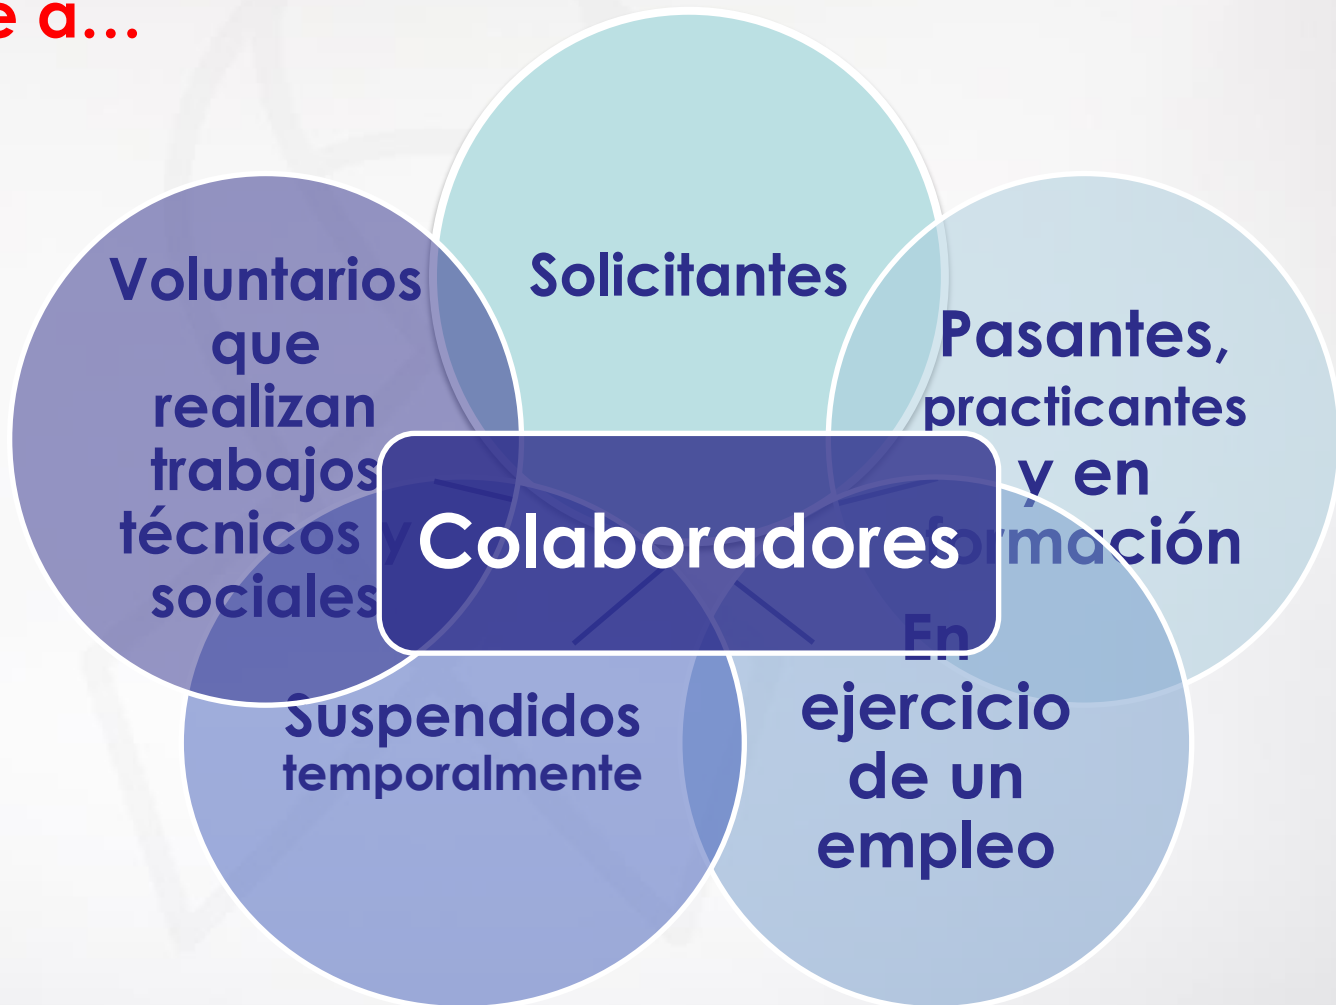 e a...
Solicitantes
Voluntarios
que
realizan
trabajos
técnicos y
sociales
Pasantes,
practicantes
y en
formación
Colaboradores
Suspendidos
temporalmente
En
ejercicio
de un
empleo